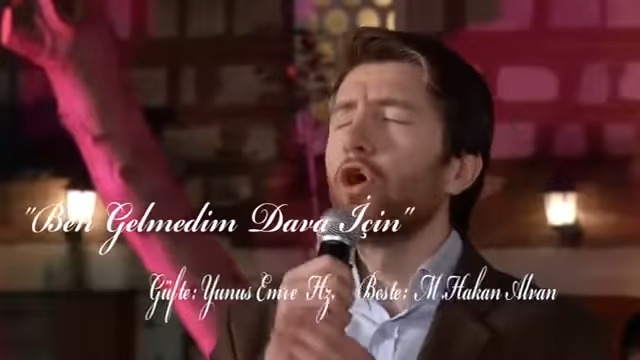 "Ben Gelmedim Dava İçin"
Güfte: Yunus Emre Hz. Beste: M.Hakan Alvan